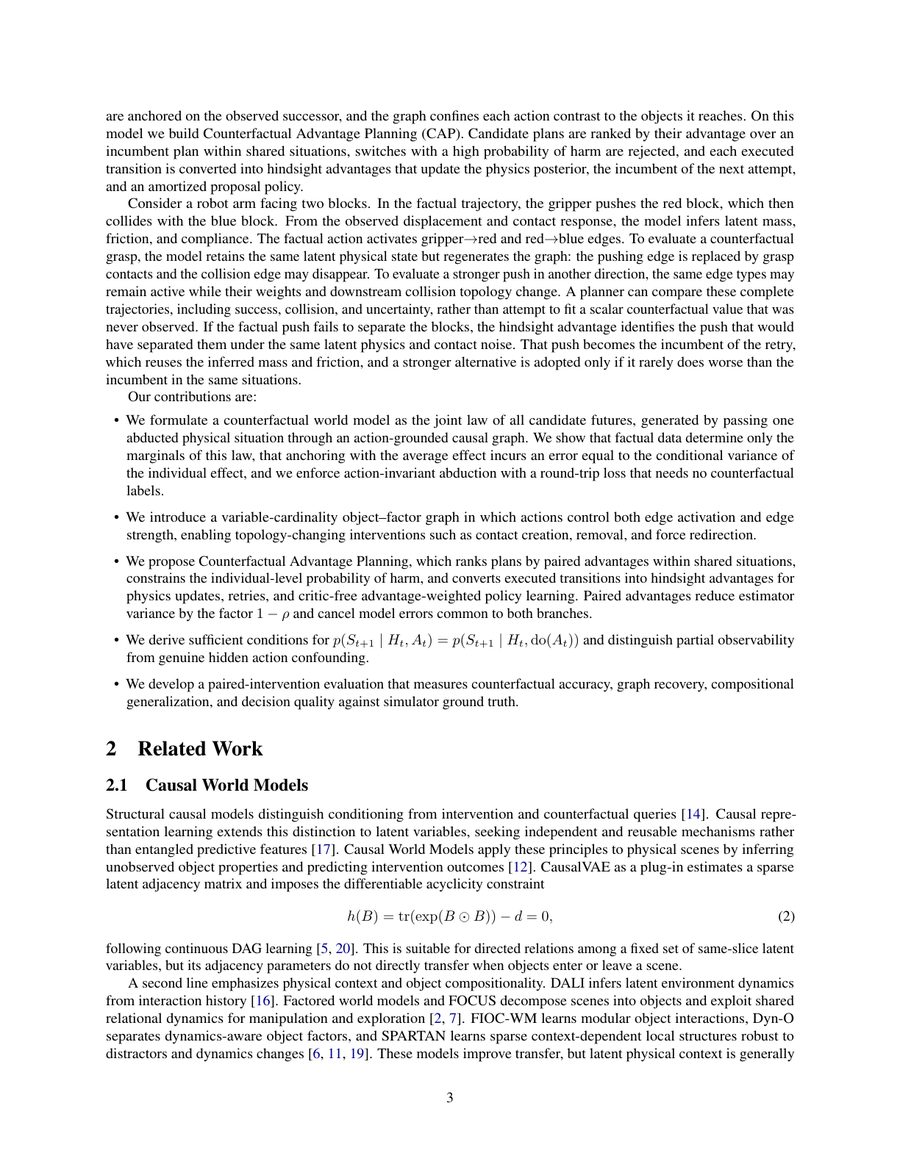 are anchored on the observed successor, and the graph confines each action contrast to the objects it reaches. On this
model we build Counterfactual Advantage Planning (CAP). Candidate plans are ranked by their advantage over an
incumbent plan within shared situations, switches with a high probability of harm are rejected, and each executed
transition is converted into hindsight advantages that update the physics posterior, the incumbent of the next attempt,
and an amortized proposal policy.
Consider a robot arm facing two blocks. In the factual trajectory, the gripper pushes the red block, which then
collides with the blue block. From the observed displacement and contact response, the model infers latent mass,
friction, and compliance. The factual action activates gripper→red and red→blue edges. To evaluate a counterfactual
grasp, the model retains the same latent physical state but regenerates the graph: the pushing edge is replaced by grasp
contacts and the collision edge may disappear. To evaluate a stronger push in another direction, the same edge types may
remain active while their weights and downstream collision topology change. A planner can compare these complete
trajectories, including success, collision, and uncertainty, rather than attempt to fit a scalar counterfactual value that was
never observed. If the factual push fails to separate the blocks, the hindsight advantage identifies the push that would
have separated them under the same latent physics and contact noise. That push becomes the incumbent of the retry,
which reuses the inferred mass and friction, and a stronger alternative is adopted only if it rarely does worse than the
incumbent in the same situations.
Our contributions are:
• We formulate a counterfactual world model as the joint law of all candidate futures, generated by passing one
abducted physical situation through an action-grounded causal graph. We show that factual data determine only the
marginals of this law, that anchoring with the average effect incurs an error equal to the conditional variance of
the individual effect, and we enforce action-invariant abduction with a round-trip loss that needs no counterfactual
labels.
• We introduce a variable-cardinality object–factor graph in which actions control both edge activation and edge
strength, enabling topology-changing interventions such as contact creation, removal, and force redirection.
• We propose Counterfactual Advantage Planning, which ranks plans by paired advantages within shared situations,
constrains the individual-level probability of harm, and converts executed transitions into hindsight advantages for
physics updates, retries, and critic-free advantage-weighted policy learning. Paired advantages reduce estimator
variance by the factor 1 − ρ and cancel model errors common to both branches.
• We derive sufficient conditions for p(S_{t+1} | H_t, A_t) = p(S_{t+1} | H_t, do(A_t)) and distinguish partial observability
from genuine hidden action confounding.
• We develop a paired-intervention evaluation that measures counterfactual accuracy, graph recovery, compositional
generalization, and decision quality against simulator ground truth.
2 Related Work
2.1 Causal World Models
Structural causal models distinguish conditioning from intervention and counterfactual queries [14]. Causal repre-
sentation learning extends this distinction to latent variables, seeking independent and reusable mechanisms rather
than entangled predictive features [17]. Causal World Models apply these principles to physical scenes by inferring
unobserved object properties and predicting intervention outcomes [12]. CausalVAE as a plug-in estimates a sparse
latent adjacency matrix and imposes the differentiable acyclicity constraint
h(B) = tr(exp(B ⊙ B)) − d = 0, (2)
following continuous DAG learning [5, 20]. This is suitable for directed relations among a fixed set of same-slice latent
variables, but its adjacency parameters do not directly transfer when objects enter or leave a scene.
A second line emphasizes physical context and object compositionality. DALI infers latent environment dynamics
from interaction history [16]. Factored world models and FOCUS decompose scenes into objects and exploit shared
relational dynamics for manipulation and exploration [2, 7]. FIOC-WM learns modular object interactions, Dyn-O
separates dynamics-aware object factors, and SPARTAN learns sparse context-dependent local structures robust to
distractors and dynamics changes [6, 11, 19]. These models improve transfer, but latent physical context is generally
3